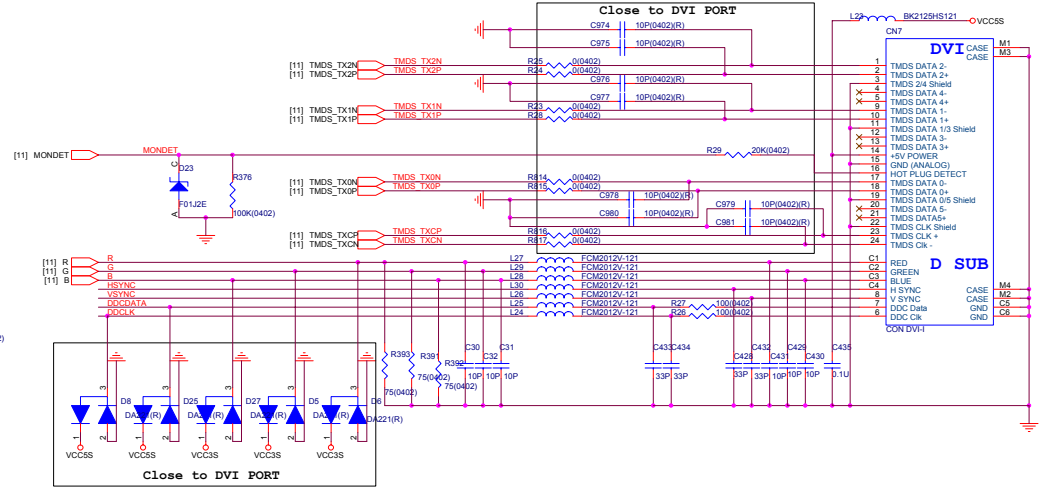 Close to DVI PORT
C974 10P(0402)(R)
C975 10P(0402)(R)
L23 BK2125HS121 VCC5S
CN7
DVI
CASE M1
CASE M3
[11] TMDS_TX2N TMDS_TX2N R25 0(0402) 1 TMDS DATA 2-
[11] TMDS_TX2P TMDS_TX2P R24 0(0402) 2 TMDS DATA 2+
C976 10P(0402)(R) 3 TMDS 2/4 Shield
4 TMDS DATA 4-
C977 10P(0402)(R) 5 TMDS DATA 4+
[11] TMDS_TX1N TMDS_TX1N R23 0(0402) 9 TMDS DATA 1-
[11] TMDS_TX1P TMDS_TX1P R28 0(0402) 10 TMDS DATA 1+
11 TMDS DATA 1/3 Shield
12 TMDS DATA 3-
13 TMDS DATA 3+
14 +5V POWER
15 GND (ANALOG)
[11] MONDET MONDET R29 20K(0402) 16 HOT PLUG DETECT
C D23 A F01J2E
R376 100K(0402)
[11] TMDS_TX0N TMDS_TX0N R814 0(0402) 17 TMDS DATA 0-
[11] TMDS_TX0P TMDS_TX0P R815 0(0402) 18 TMDS DATA 0+
C978 10P(0402)(R) 19 TMDS DATA 0/5 Shield
C979 10P(0402)(R) 20 TMDS DATA 5-
C980 10P(0402)(R) 21 TMDS DATA5+
C981 10P(0402)(R) 22 TMDS CLK Shield
[11] TMDS_TXCP TMDS_TXCP R816 0(0402) 23 TMDS CLK +
[11] TMDS_TXCN TMDS_TXCN R817 0(0402) 24 TMDS Clk -
[11] R R L27 FCM2012V-121 C1 RED
[11] G G L29 FCM2012V-121 C2 GREEN
[11] B B L28 FCM2012V-121 C3 BLUE
D SUB
HSYNC L30 FCM2012V-121 C4 H SYNC CASE M4
VSYNC L26 FCM2012V-121 8 V SYNC CASE M2
DDCDATA L25 FCM2012V-121 R27 100(0402) 7 DDC Data GND C5
DDCLK L24 FCM2012V-121 R26 100(0402) 6 DDC Clk GND C6
CON DVI-I
R393 75(0402)
R391 75(0402)
R392 75(0402)
C30 10P
C32 10P
C31 10P
C433 33P
C434 33P
C428 33P
C432 33P
C431 10P
C429 10P
C430 10P
C435 0.1U
3 3 3 3 3
D8 D25 D27 D5 D6
DA221(R)
1 2 1 2 1 2 1 2 1 2
VCC5S VCC5S VCC3S VCC3S VCC3S
Close to DVI PORT